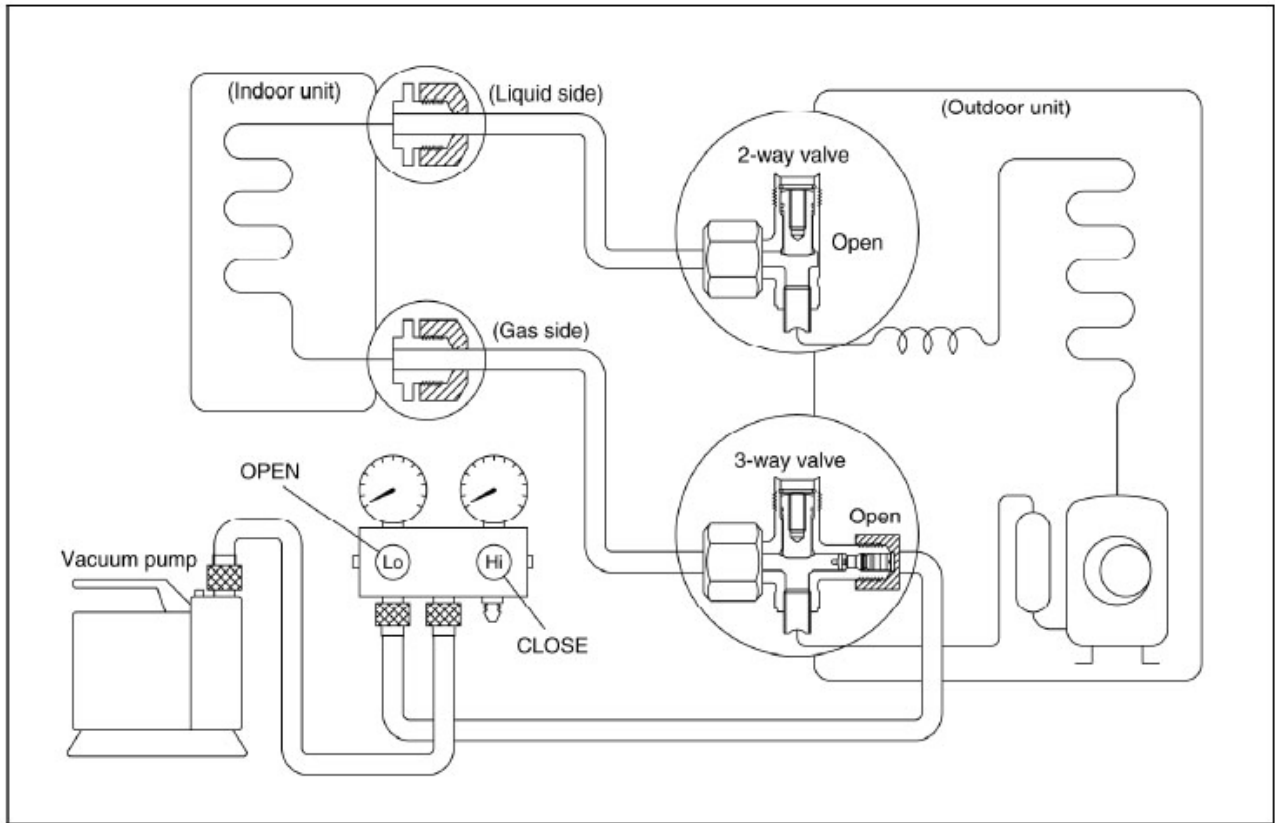 (Indoor unit)
(Liquid side)
(Outdoor unit)
2-way valve
Open
(Gas side)
3-way valve
Open
OPEN
Vacuum pump
Lo
Hi
CLOSE